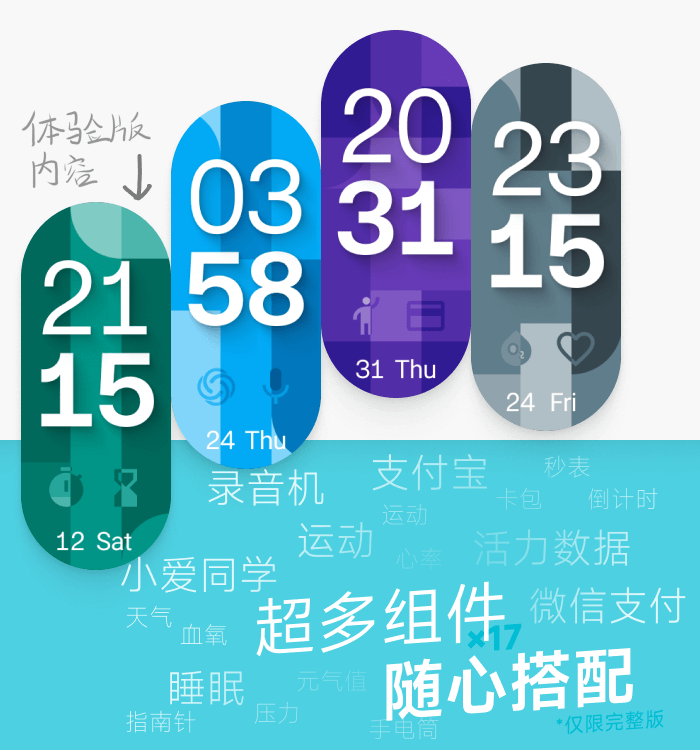 体验版
内容
21
15
12 Sat
03
58
24 Thu
20
31
31 Thu
23
15
24 Fri
录音机
支付宝
秒表
卡包
倒计时
运动
运动
心率
活力数据
小爱同学
天气
血氧
超多组件
×17
微信支付
睡眠
元气值
随心搭配
指南针
压力
手电筒
*仅限完整版